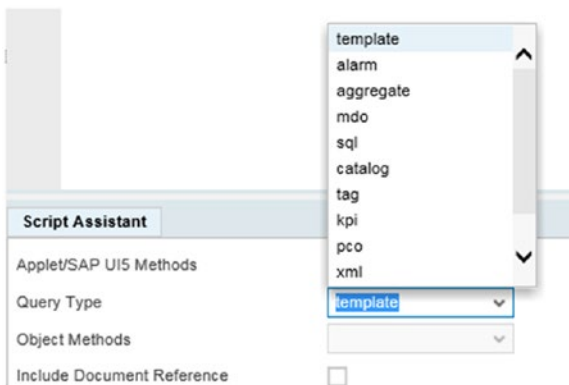 template
alarm
aggregate
mdo
sql
catalog
tag
kpi
pco
xml
Script Assistant
Applet/SAP UI5 Methods
Query Type template
Object Methods
Include Document Reference